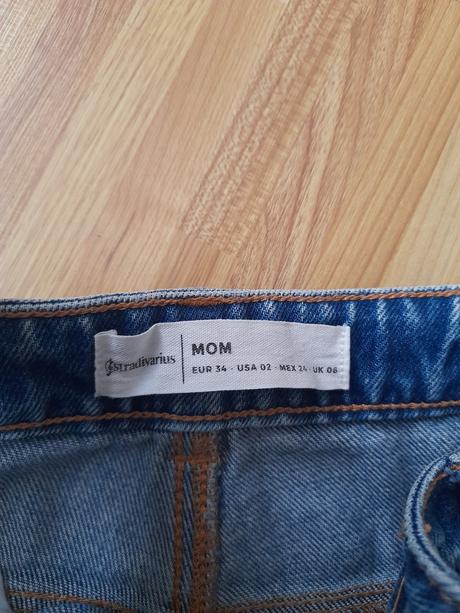 stradivarius
MOM
EUR 34 · USA 02 · MEX 24 · UK 06